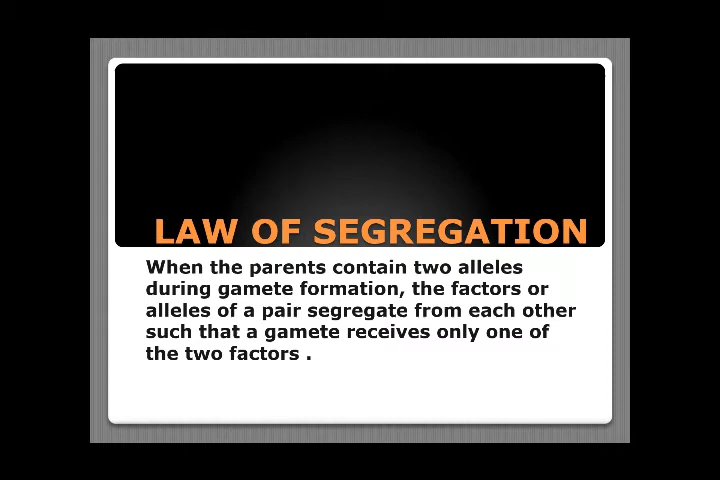 LAW OF SEGREGATION
When the parents contain two alleles
during gamete formation, the factors or
alleles of a pair segregate from each other
such that a gamete receives only one of
the two factors .